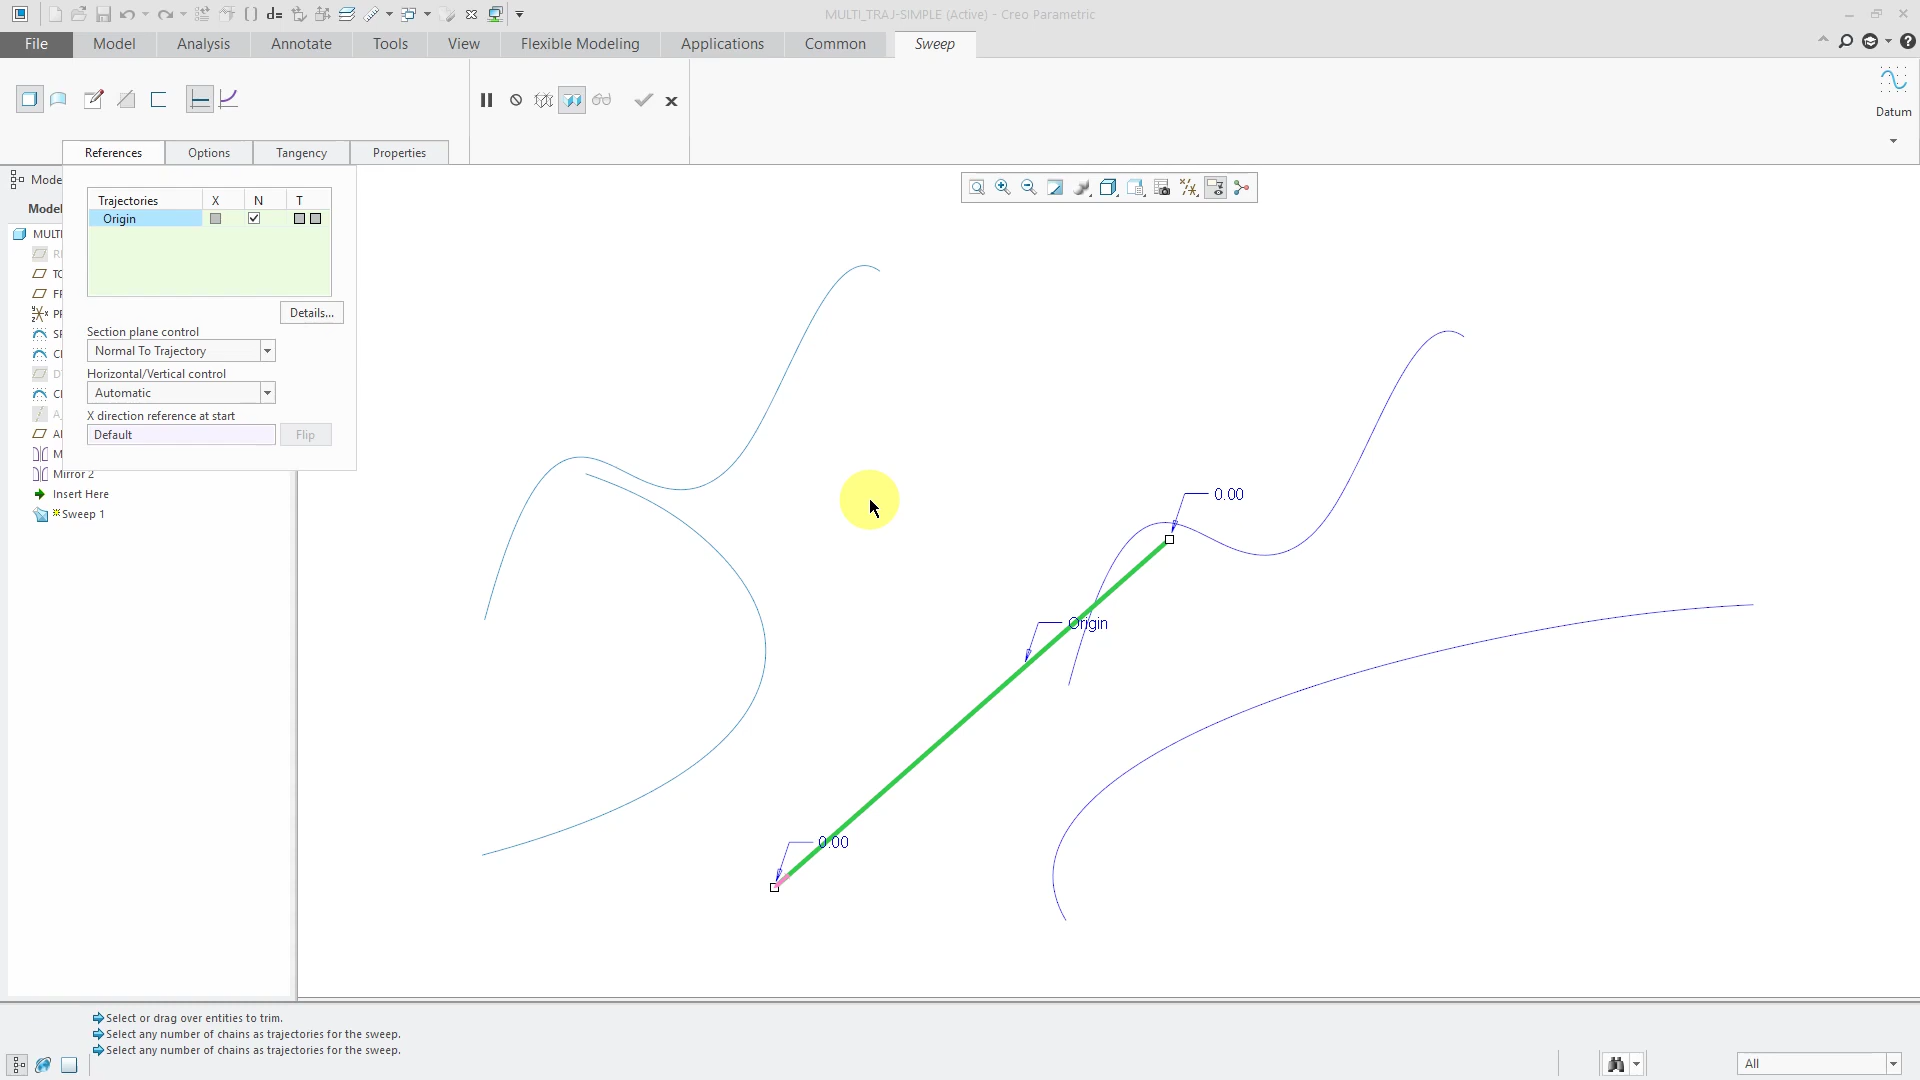 MULTI_TRAJ-SIMPLE (Active) - Creo Parametric
File Model Analysis Annotate Tools View Flexible Modeling Applications Common Sweep
Datum
References Options Tangency Properties
Mode
Model
MULTI
Trajectories X N T
Origin
Details...
Section plane control
Normal To Trajectory
Horizontal/Vertical control
Automatic
X direction reference at start
Default Flip
Mirror 2
Insert Here
Sweep 1
0.00
Origin
0.00
Select or drag over entities to trim.
Select any number of chains as trajectories for the sweep.
Select any number of chains as trajectories for the sweep.
All